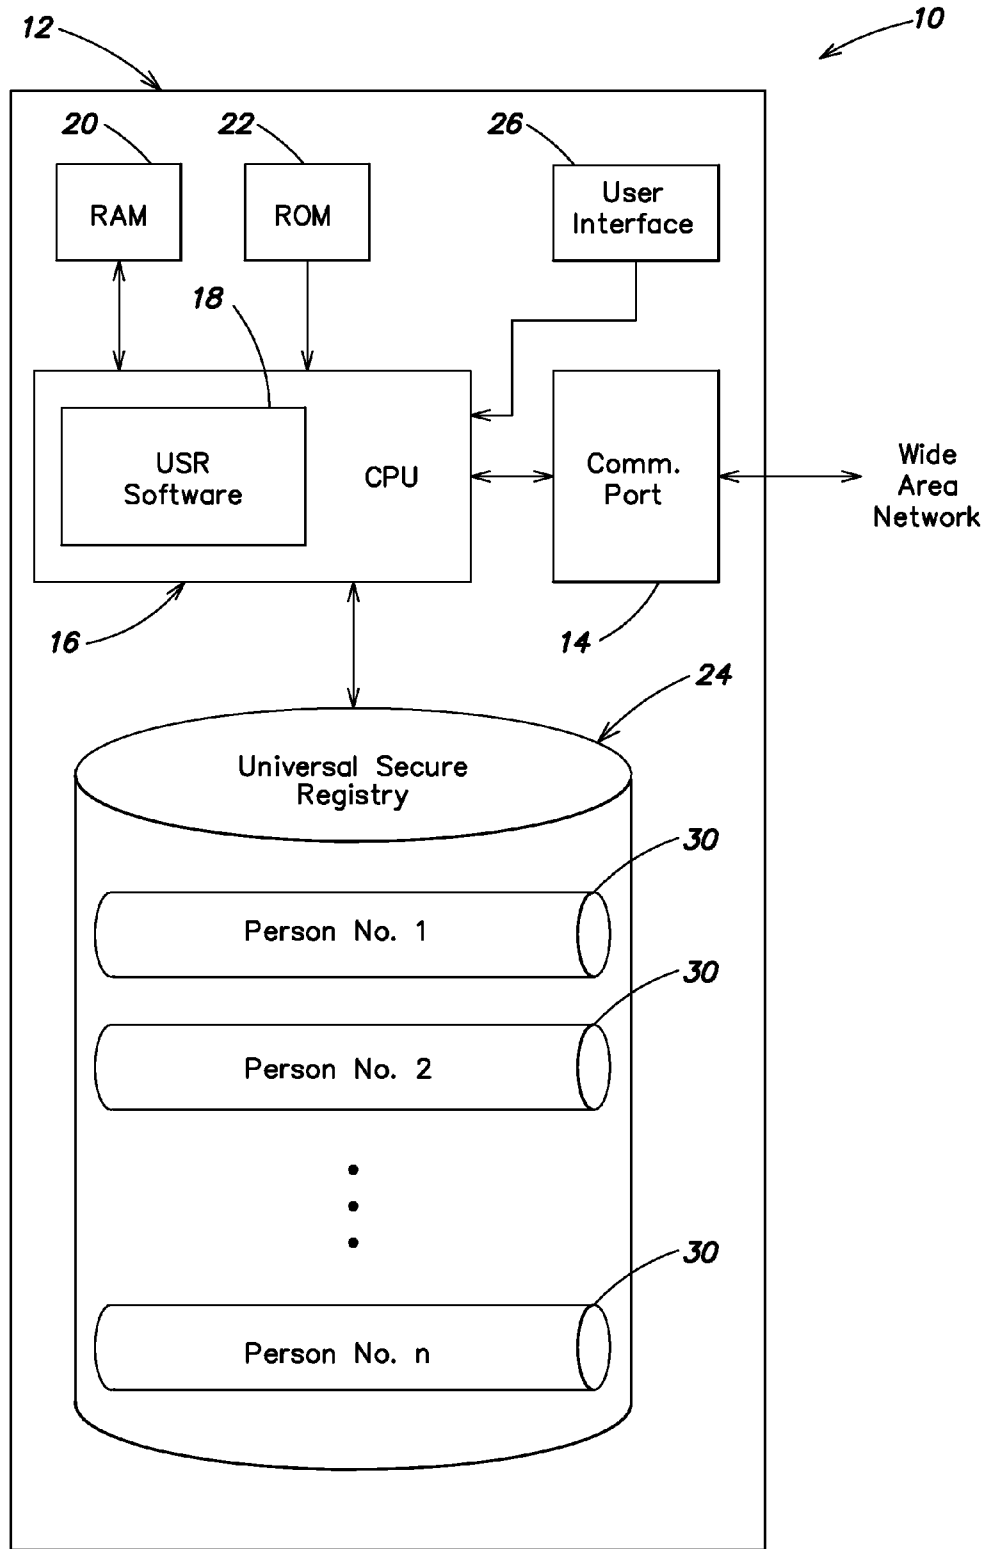 12
10
20
22
26
RAM
ROM
User
Interface
18
USR
Software
CPU
Comm.
Port
Wide
Area
Network
16
14
24
Universal Secure
Registry
30
Person No. 1
30
Person No. 2
30
Person No. n